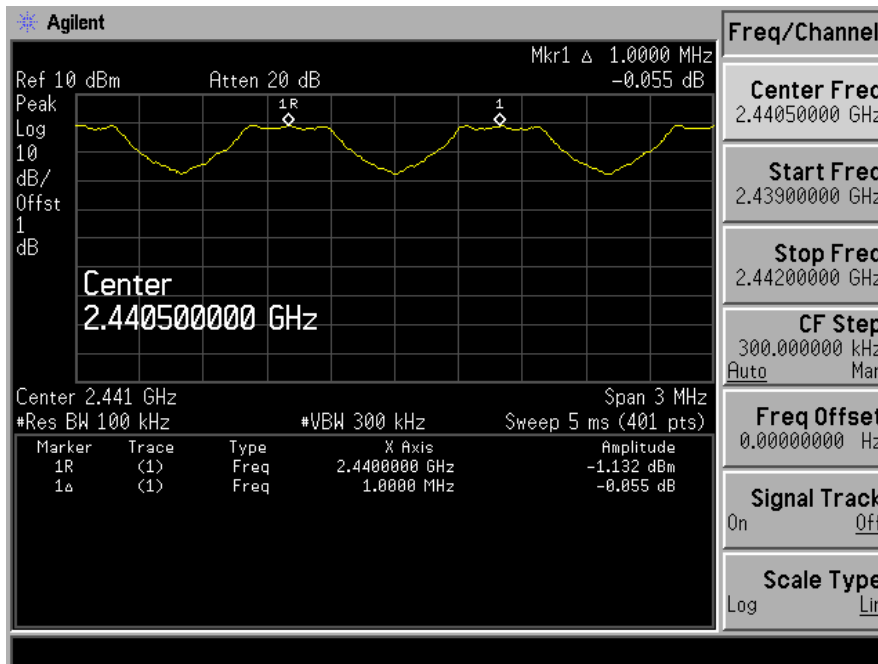 Agilent
Freq/Channel
Mkr1 Δ 1.0000 MHz
Ref 10 dBm Atten 20 dB -0.055 dB
Peak
Log
10
dB/
Offst
1
dB
1R
1
Center
2.440500000 GHz
Center 2.441 GHz Span 3 MHz
#Res BW 100 kHz #VBW 300 kHz Sweep 5 ms (401 pts)
Marker Trace Type X Axis Amplitude
1R (1) Freq 2.4400000 GHz -1.132 dBm
1Δ (1) Freq 1.0000 MHz -0.055 dB
Center Freq
2.44050000 GHz
Start Freq
2.43900000 GHz
Stop Freq
2.44200000 GHz
CF Step
300.000000 kHz
Auto Man
Freq Offset
0.00000000 Hz
Signal Track
On Off
Scale Type
Log Lin